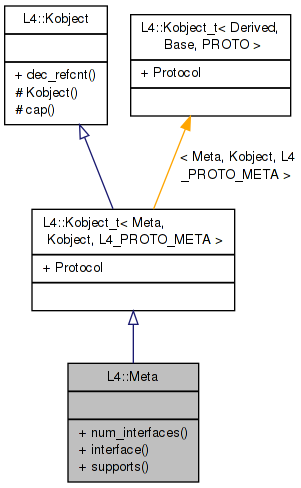 L4::Kobject
+ dec_refcnt()
# Kobject()
# cap()
L4::Kobject_t< Derived,
Base, PROTO >
+ Protocol
< Meta, Kobject, L4
_PROTO_META >
L4::Kobject_t< Meta,
Kobject, L4_PROTO_META >
+ Protocol
L4::Meta
+ num_interfaces()
+ interface()
+ supports()